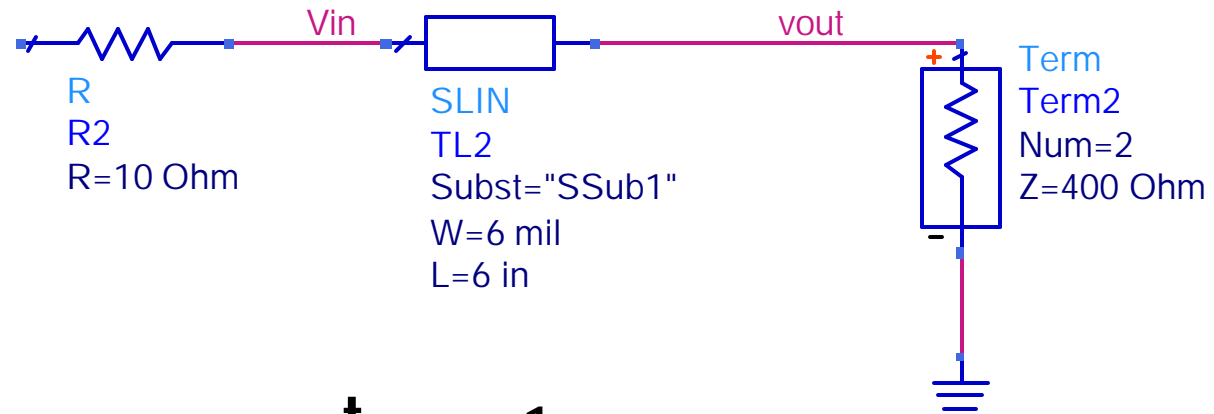 Vin
vout
R
R2
R=10 Ohm
SLIN
TL2
Subst="SSub1"
W=6 mil
L=6 in
+
Term
Term2
Num=2
Z=400 Ohm
-